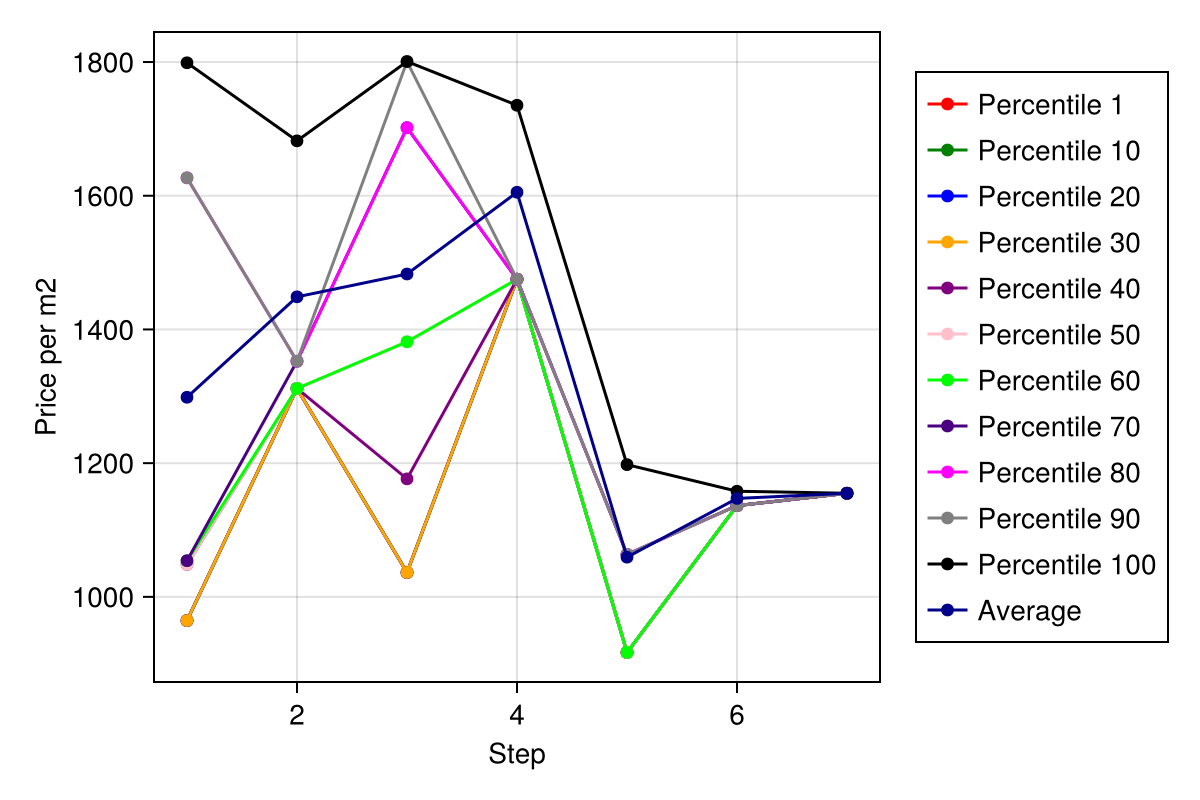 1800
1600
1400
1200
1000
Price per m2
2
4
6
Step
Percentile 1
Percentile 10
Percentile 20
Percentile 30
Percentile 40
Percentile 50
Percentile 60
Percentile 70
Percentile 80
Percentile 90
Percentile 100
Average